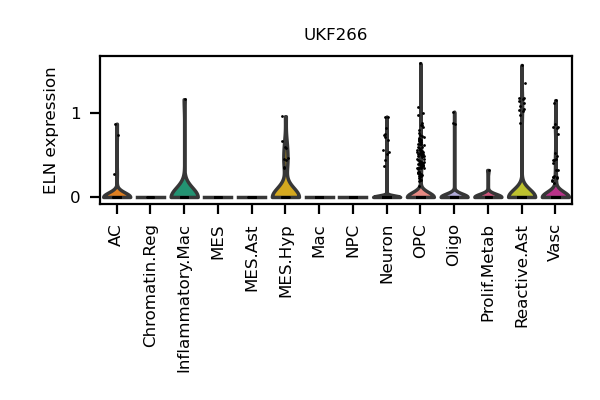 UKF266
ELN expression
1
0
AC
Chromatin.Reg
Inflammatory.Mac
MES
MES.Ast
MES.Hyp
Mac
NPC
Neuron
OPC
Oligo
Prolif.Metab
Reactive.Ast
Vasc